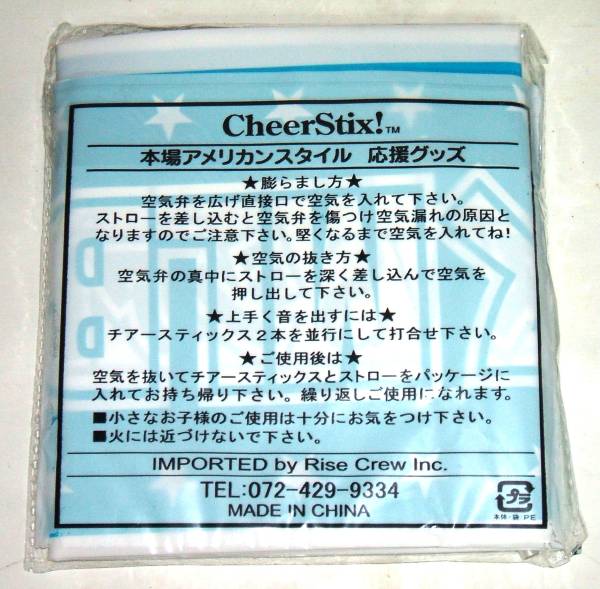 CheerStix!™
本場アメリカンスタイル 応援グッズ
★膨らまし方★
空気弁を広げ直接口で空気を入れて下さい。
ストローを差し込むと空気弁を傷つけ空気漏れの原因と
なりますのでご注意下さい。堅くなるまで空気を入れてね!
★空気の抜き方★
空気弁の真中にストローを深く差し込んで空気を
押し出して下さい。
★上手く音を出すには★
チアースティックス2本を並行にして打合せ下さい。
★ご使用後は★
空気を抜いてチアースティックスとストローをパッケージに
入れてお持ち帰り下さい。繰り返しご使用になれます。
■小さなお子様のご使用は十分にお気をつけ下さい。
■火には近づけないで下さい。
IMPORTED by Rise Crew Inc.
TEL:072-429-9334
MADE IN CHINA
プラ
本体・袋:PE